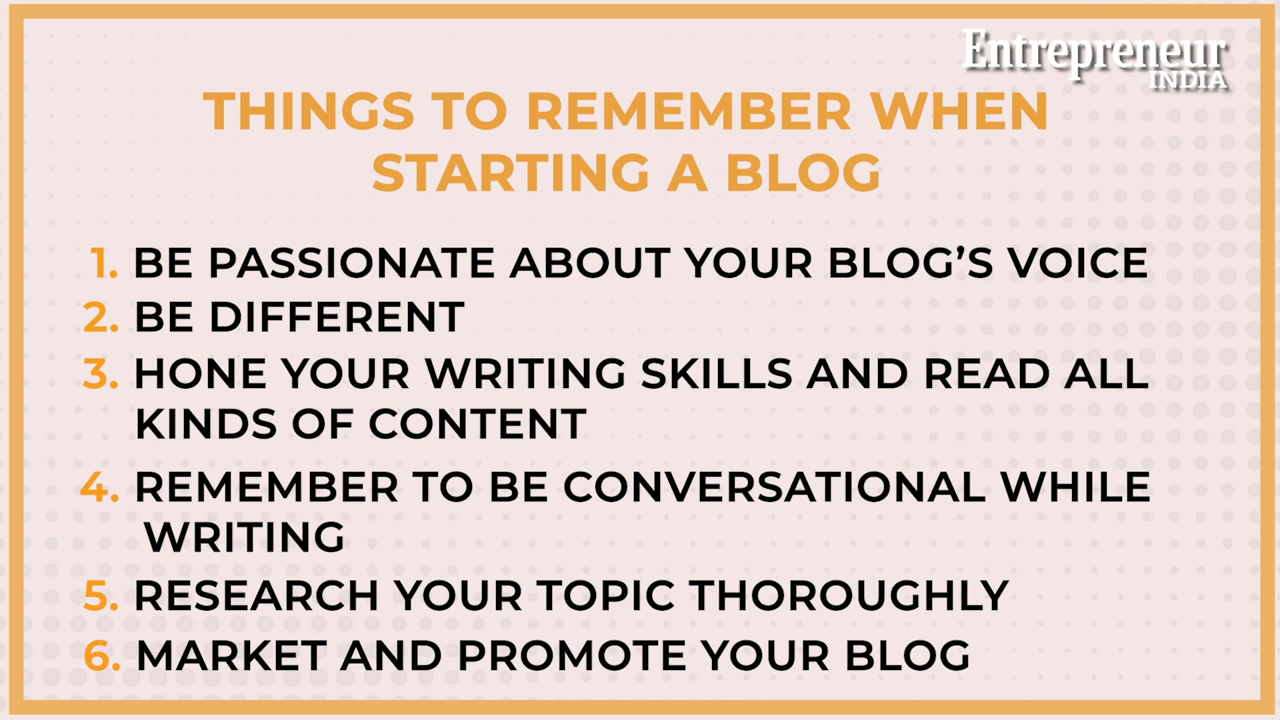 Entrepreneur
INDIA
THINGS TO REMEMBER WHEN
STARTING A BLOG
1. BE PASSIONATE ABOUT YOUR BLOG’S VOICE
2. BE DIFFERENT
3. HONE YOUR WRITING SKILLS AND READ ALL
KINDS OF CONTENT
4. REMEMBER TO BE CONVERSATIONAL WHILE
WRITING
5. RESEARCH YOUR TOPIC THOROUGHLY
6. MARKET AND PROMOTE YOUR BLOG